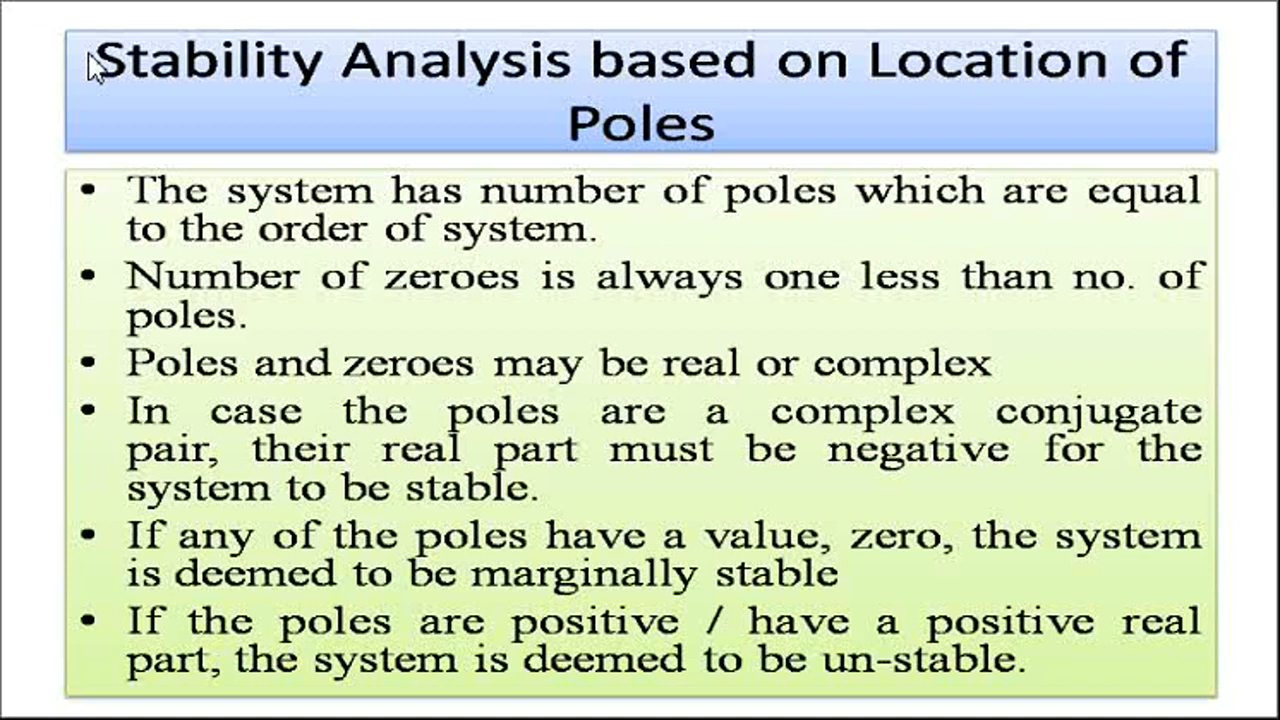 Stability Analysis based on Location of
Poles
• The system has number of poles which are equal
to the order of system.
• Number of zeroes is always one less than no. of
poles.
• Poles and zeroes may be real or complex
• In case the poles are a complex conjugate
pair, their real part must be negative for the
system to be stable.
• If any of the poles have a value, zero, the system
is deemed to be marginally stable
• If the poles are positive / have a positive real
part, the system is deemed to be un-stable.